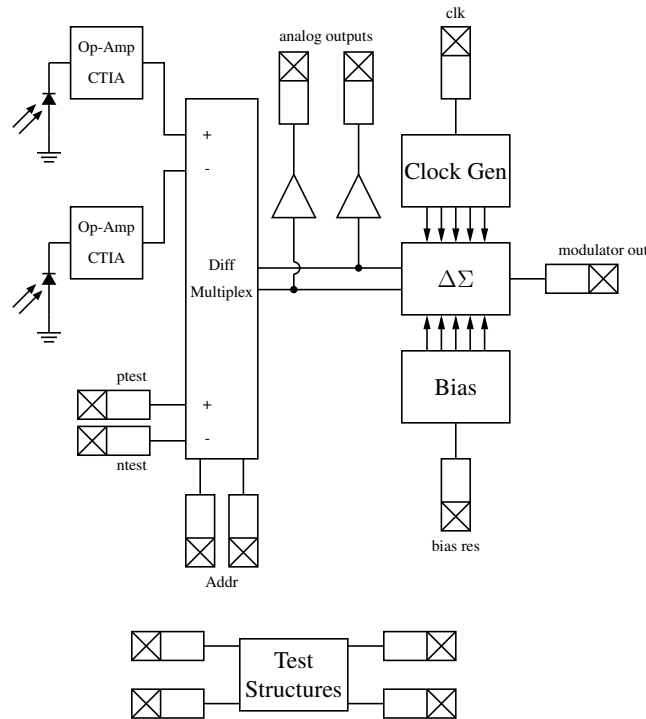 analog outputs
clk
Op-Amp
CTIA
+
-
Clock Gen
Op-Amp
CTIA
Diff
Multiplex
ΔΣ
modulator out
ptest
+
-
ntest
Bias
Addr
bias res
Test
Structures